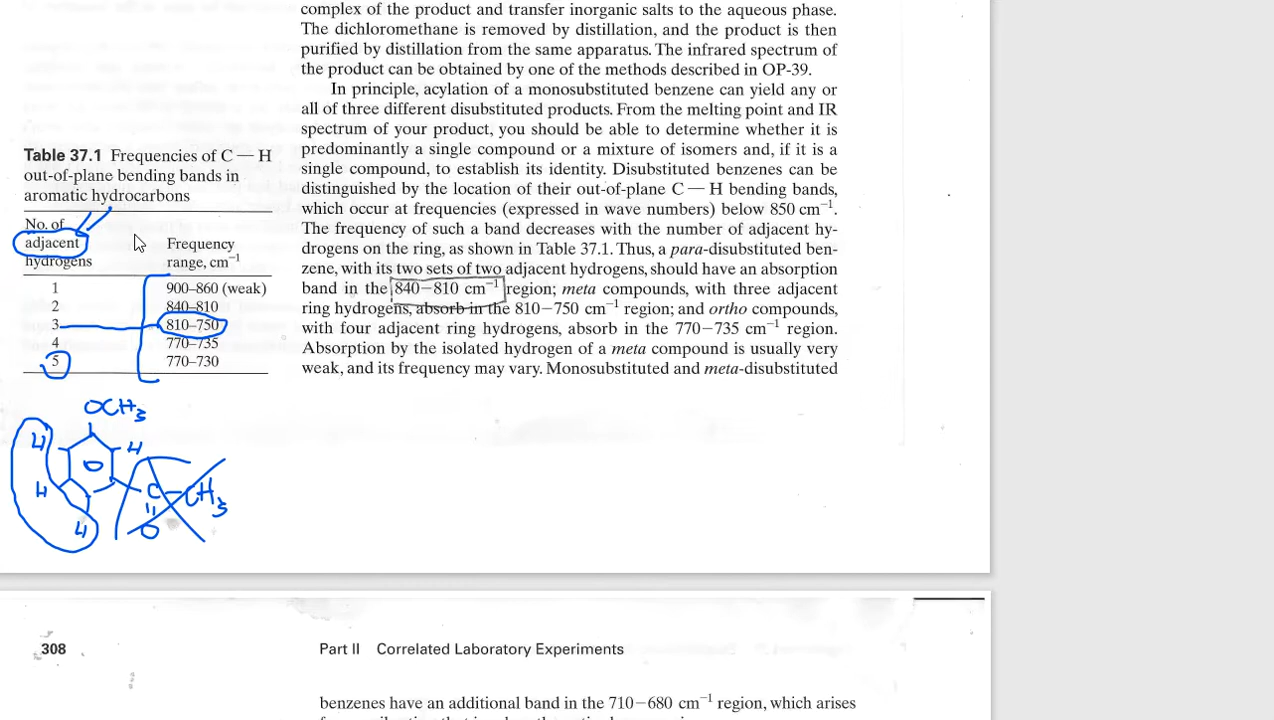 complex of the product and transfer inorganic salts to the aqueous phase.
The dichloromethane is removed by distillation, and the product is then
purified by distillation from the same apparatus. The infrared spectrum of
the product can be obtained by one of the methods described in OP-39.
In principle, acylation of a monosubstituted benzene can yield any or
all of three different disubstituted products. From the melting point and IR
spectrum of your product, you should be able to determine whether it is
predominantly a single compound or a mixture of isomers and, if it is a
single compound, to establish its identity. Disubstituted benzenes can be
distinguished by the location of their out-of-plane C—H bending bands,
which occur at frequencies (expressed in wave numbers) below 850 cm⁻¹.
The frequency of such a band decreases with the number of adjacent hy-
drogens on the ring, as shown in Table 37.1. Thus, a para-disubstituted ben-
zene, with its two sets of two adjacent hydrogens, should have an absorption
band in the 840–810 cm⁻¹ region; meta compounds, with three adjacent
ring hydrogens, absorb in the 810–750 cm⁻¹ region; and ortho compounds,
with four adjacent ring hydrogens, absorb in the 770–735 cm⁻¹ region.
Absorption by the isolated hydrogen of a meta compound is usually very
weak, and its frequency may vary. Monosubstituted and meta-disubstituted
Table 37.1 Frequencies of C—H
out-of-plane bending bands in
aromatic hydrocarbons
No. of
adjacent Frequency
hydrogens range, cm⁻¹
1 900–860 (weak)
2 840–810
3 810–750
4 770–735
5 770–730
OCH₃
H H
H C CH₃
H O
308 Part II Correlated Laboratory Experiments
benzenes have an additional band in the 710–680 cm⁻¹ region, which arises